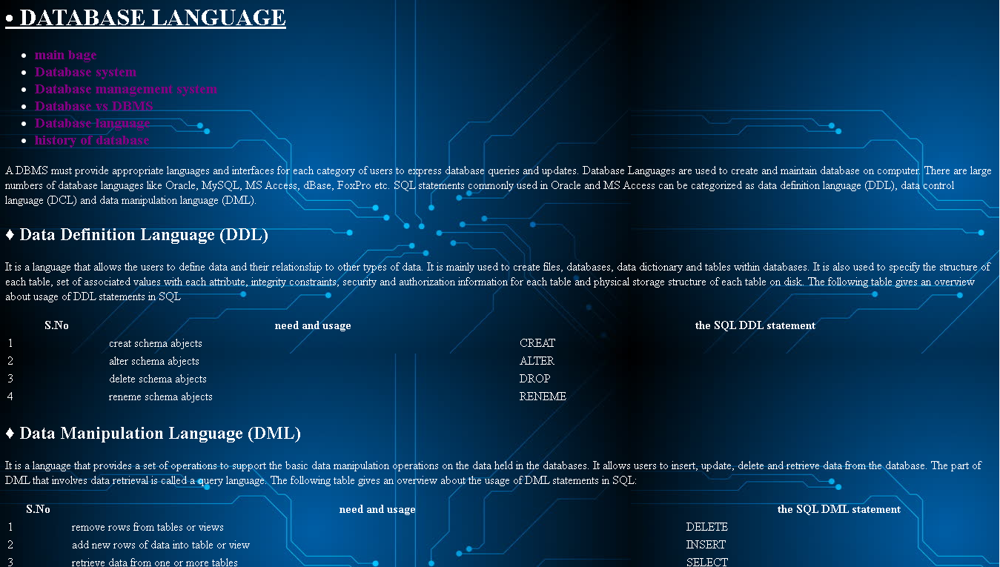 • DATABASE LANGUAGE
• main bage
• Database system
• Database management system
• Database vs DBMS
• Database language
• history of database
A DBMS must provide appropriate languages and interfaces for each category of users to express database queries and updates. Database Languages are used to create and maintain database on computer. There are large
numbers of database languages like Oracle, MySQL, MS Access, dBase, FoxPro etc. SQL statements commonly used in Oracle and MS Access can be categorized as data definition language (DDL), data control
language (DCL) and data manipulation language (DML).
♦ Data Definition Language (DDL)
It is a language that allows the users to define data and their relationship to other types of data. It is mainly used to create files, databases, data dictionary and tables within databases. It is also used to specify the structure of
each table, set of associated values with each attribute, integrity constraints, security and authorization information for each table and physical storage structure of each table on disk. The following table gives an overview
about usage of DDL statements in SQL
S.No need and usage the SQL DDL statement
1 creat schema abjects CREAT
2 alter schema abjects ALTER
3 delete schema abjects DROP
4 reneme schema abjects RENEME
♦ Data Manipulation Language (DML)
It is a language that provides a set of operations to support the basic data manipulation operations on the data held in the databases. It allows users to insert, update, delete and retrieve data from the database. The part of
DML that involves data retrieval is called a query language. The following table gives an overview about the usage of DML statements in SQL:
S.No need and usage the SQL DML statement
1 remove rows from tables or views DELETE
2 add new rows of data into table or view INSERT
3 retrieve data from one or more tables SELECT